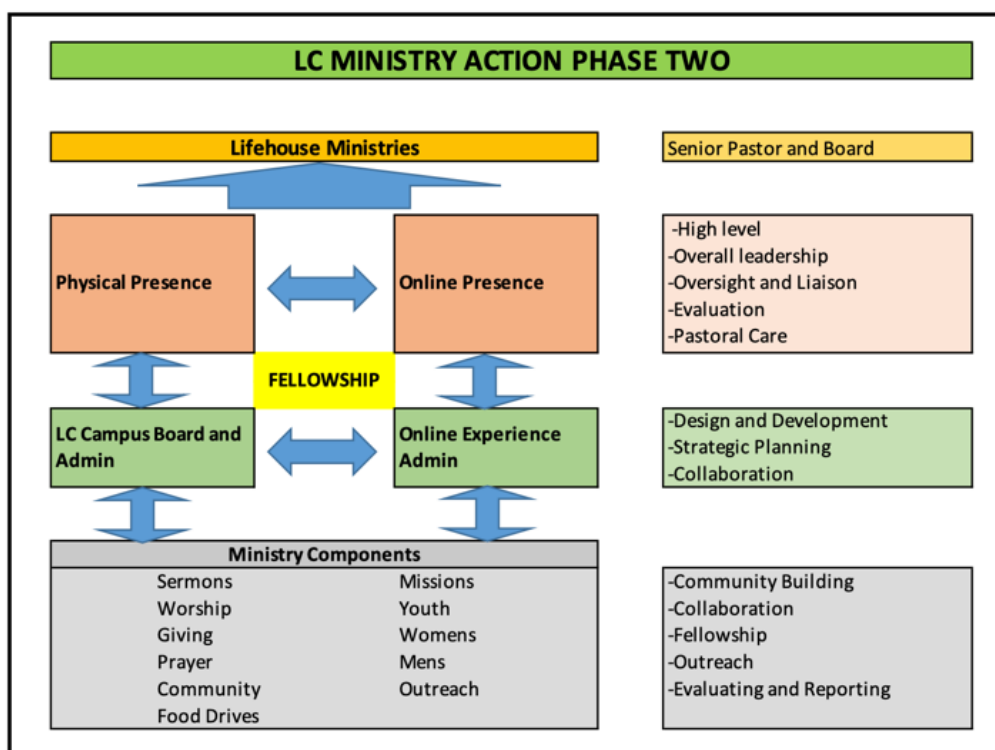 LC MINISTRY ACTION PHASE TWO
Lifehouse Ministries
Senior Pastor and Board
Physical Presence
Online Presence
-High level
-Overall leadership
-Oversight and Liaison
-Evaluation
-Pastoral Care
FELLOWSHIP
LC Campus Board and
Admin
Online Experience
Admin
-Design and Development
-Strategic Planning
-Collaboration
Ministry Components
Sermons
Worship
Giving
Prayer
Community
Food Drives
Missions
Youth
Womens
Mens
Outreach
-Community Building
-Collaboration
-Fellowship
-Outreach
-Evaluating and Reporting